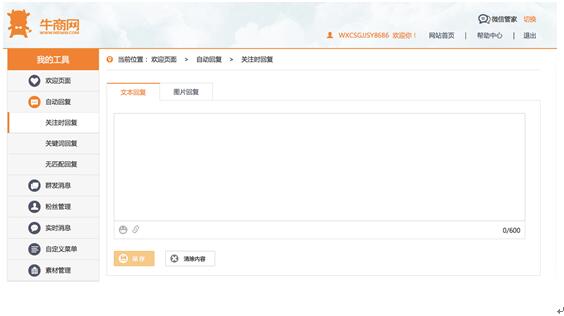 牛商网
WWW.NIUSHOP.COM
微信管家 切换
WXCSGJJSY8686 欢迎你！ 网站首页 | 帮助中心 | 退出
我的工具
欢迎页面
自动回复
关注时回复
关键词回复
无匹配回复
群发消息
粉丝管理
实时消息
自定义菜单
素材管理
当前位置： 欢迎页面 > 自动回复 > 关注时回复
文本回复 图片回复
0/600
保存 清除内容